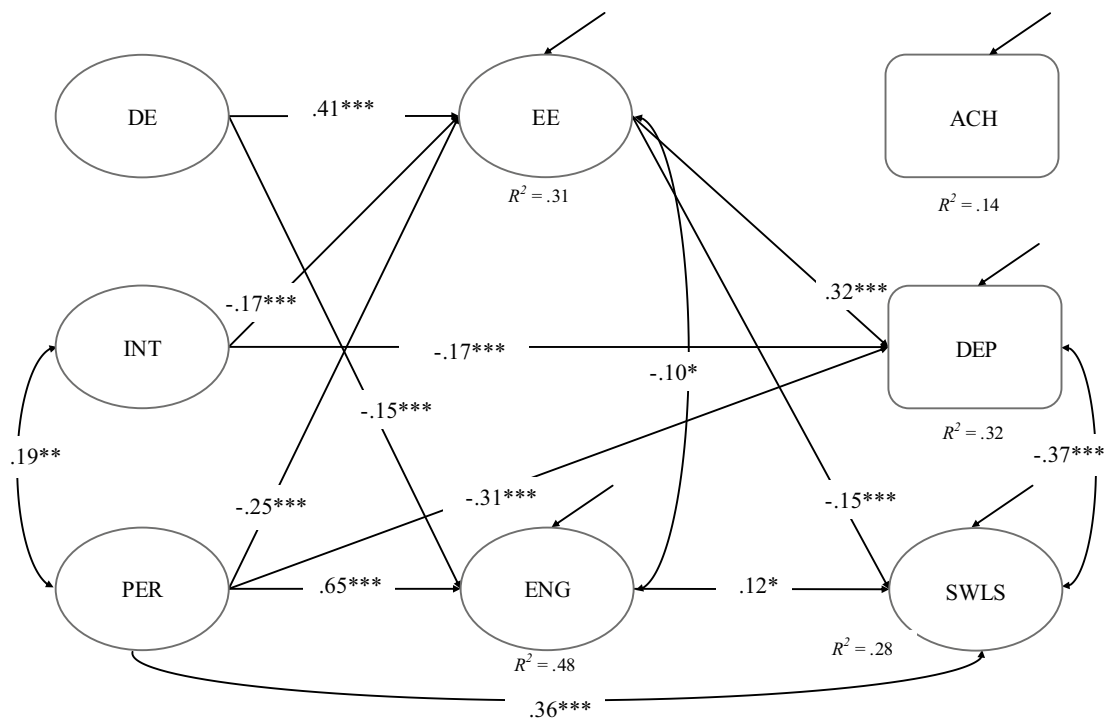 DE
.41***
EE
ACH
R² = .31
R² = .14
-.17***
.32***
INT
-.17***
DEP
-.10*
-.15***
R² = .32
.19**
-.37***
-.31***
-.25***
-.15***
PER
.65***
ENG
.12*
SWLS
R² = .28
R² = .48
.36***